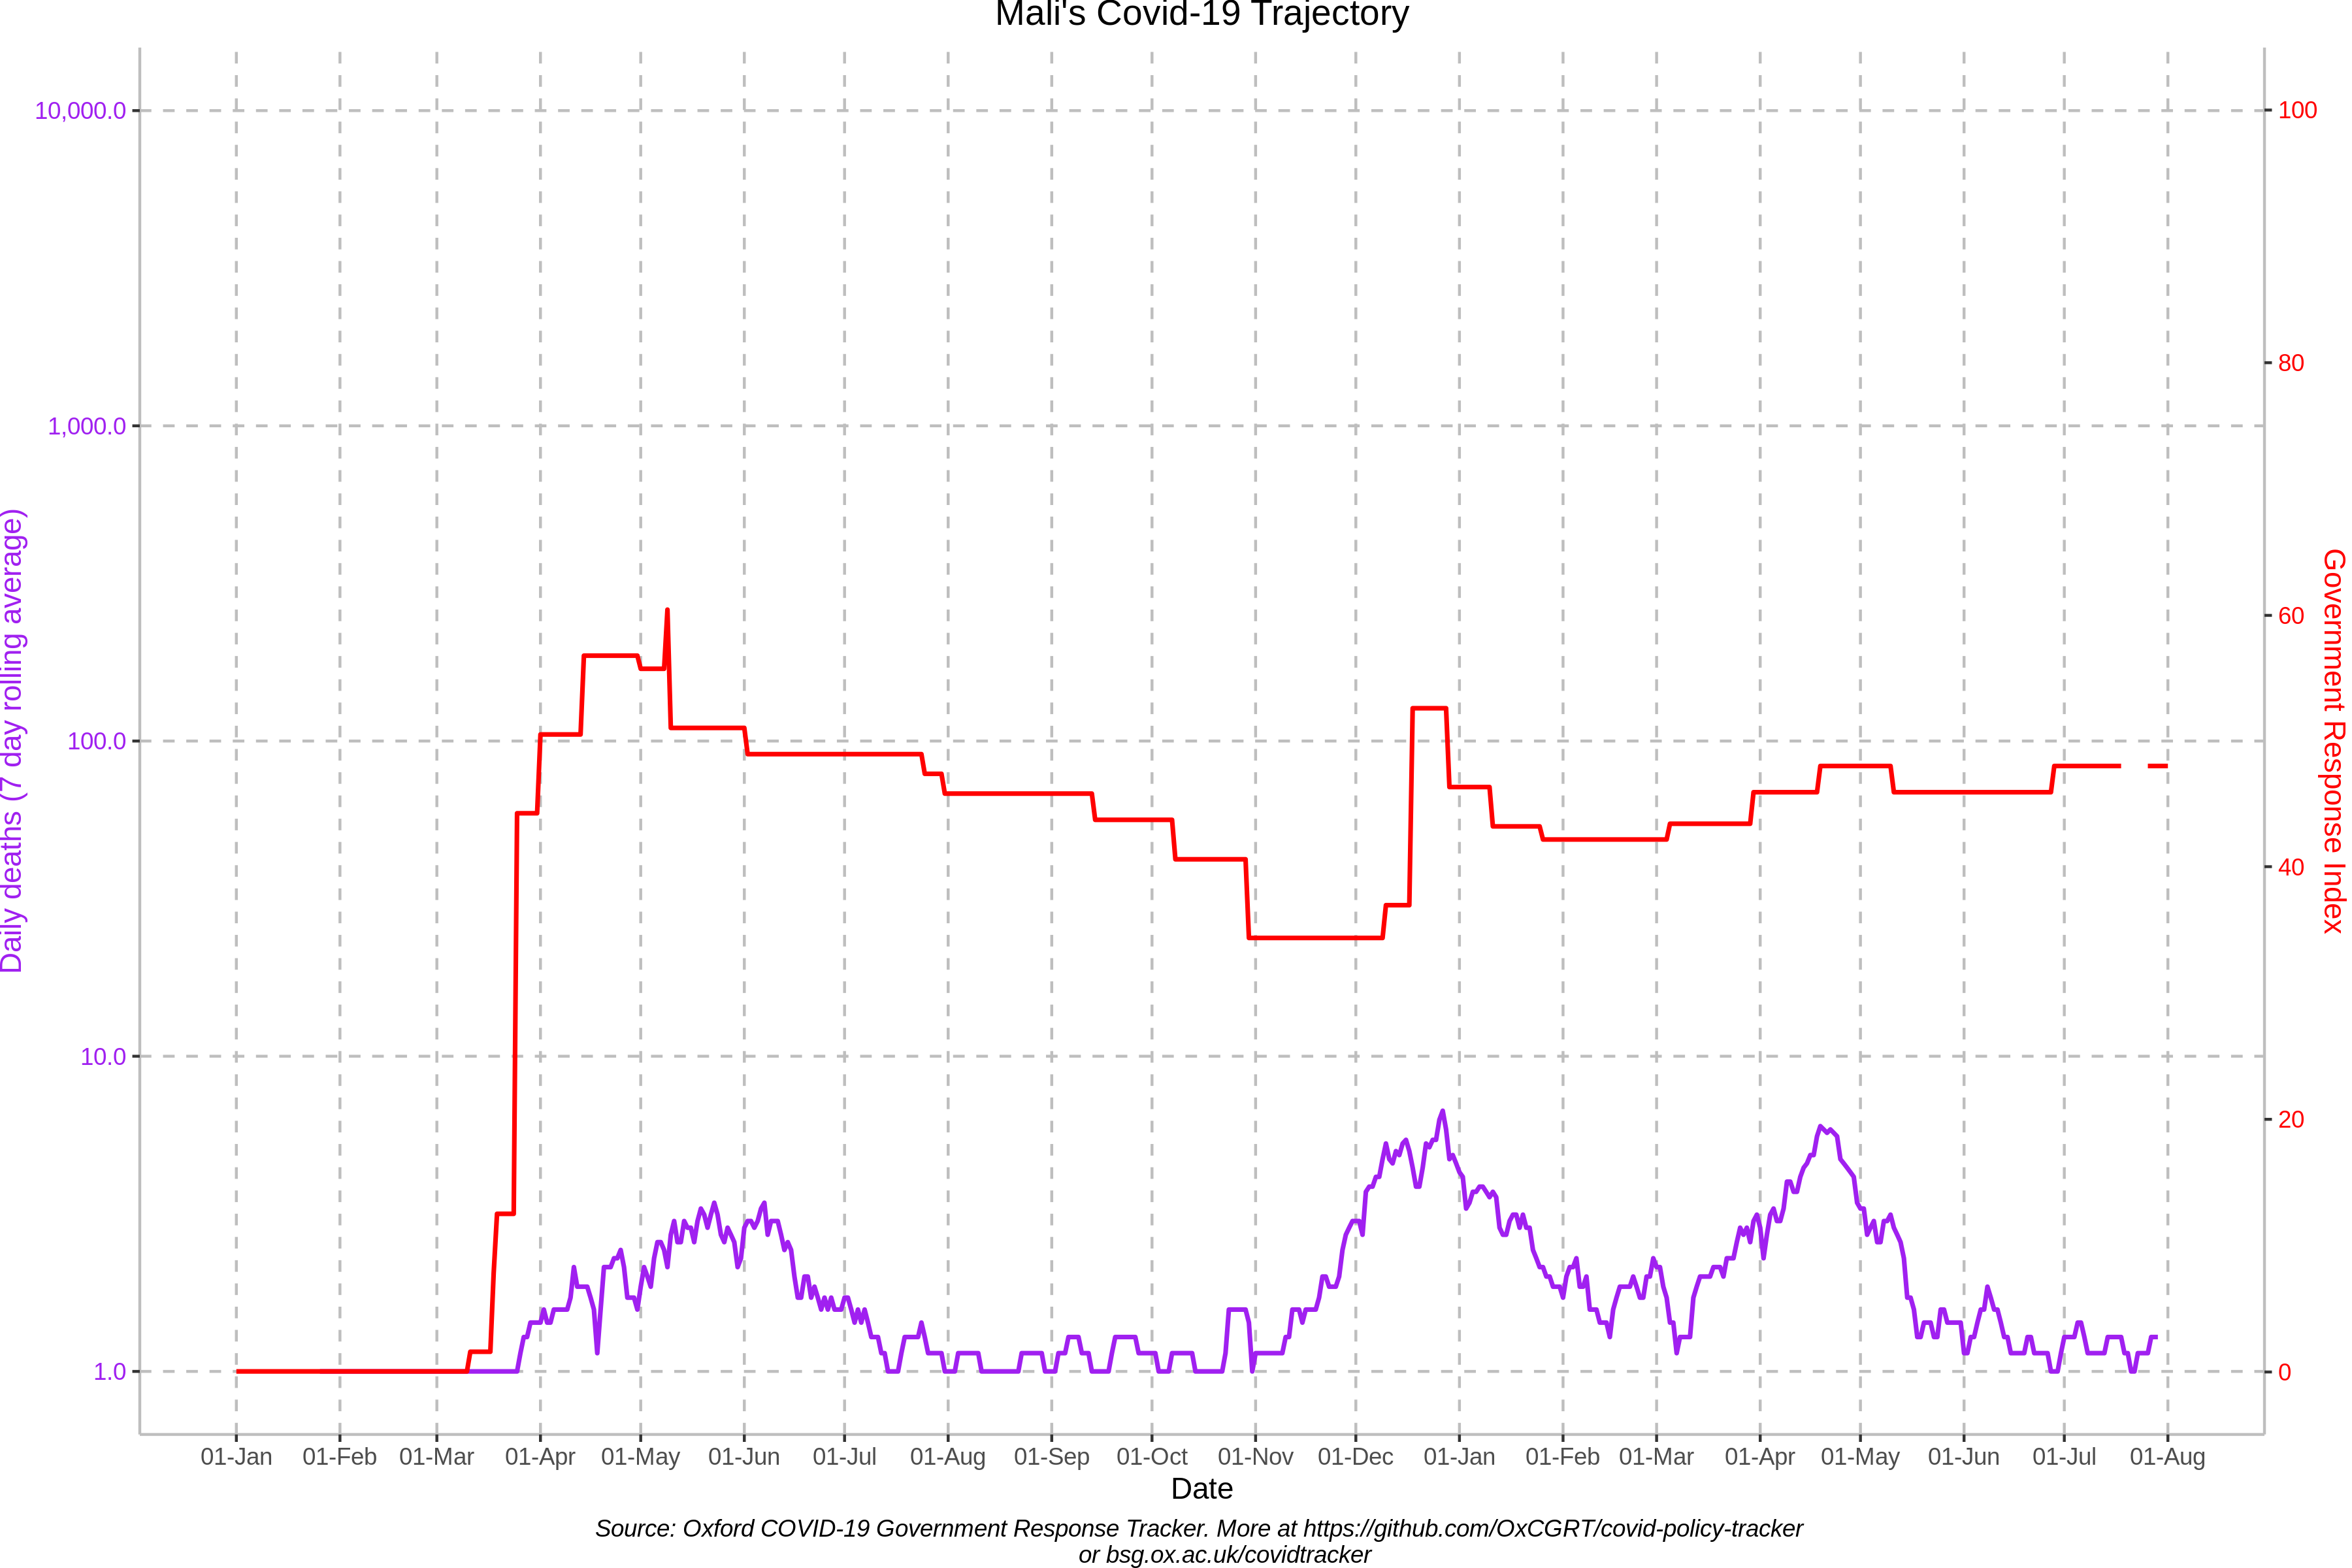 Mali's Covid-19 Trajectory
10,000.0
1,000.0
100.0
10.0
1.0
Daily deaths (7 day rolling average)
100
80
60
40
20
0
Government Response Index
01-Jan 01-Feb 01-Mar 01-Apr 01-May 01-Jun 01-Jul 01-Aug 01-Sep 01-Oct 01-Nov 01-Dec 01-Jan 01-Feb 01-Mar 01-Apr 01-May 01-Jun 01-Jul 01-Aug
Date
Source: Oxford COVID-19 Government Response Tracker. More at https://github.com/OxCGRT/covid-policy-tracker
or bsg.ox.ac.uk/covidtracker